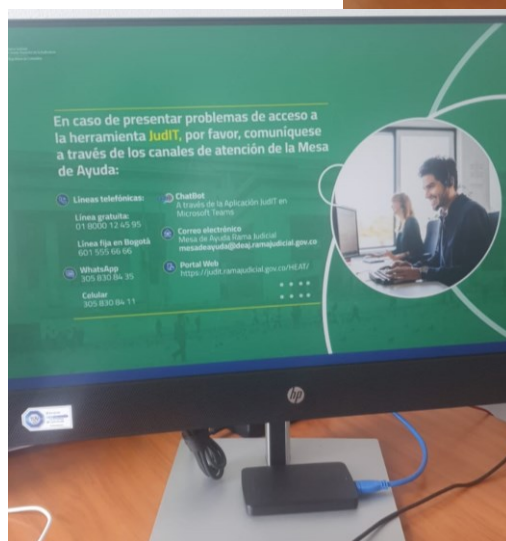 En caso de presentar problemas de acceso a
la herramienta JudIT, por favor, comuníquese
a través de los canales de atención de la Mesa
de Ayuda:
Líneas telefónicas:
Línea gratuita:
01 8000 12 45 95
Línea fija en Bogotá
601 555 66 66
WhatsApp
305 830 84 35
Celular
305 830 84 11
ChatBot
A través de la Aplicación JudIT en
Microsoft Teams
Correo electrónico
Mesa de Ayuda Rama Judicial
mesadeayuda@deaj.ramajudicial.gov.co
Portal Web
https://judit.ramajudicial.gov.co/HEAT/
hp